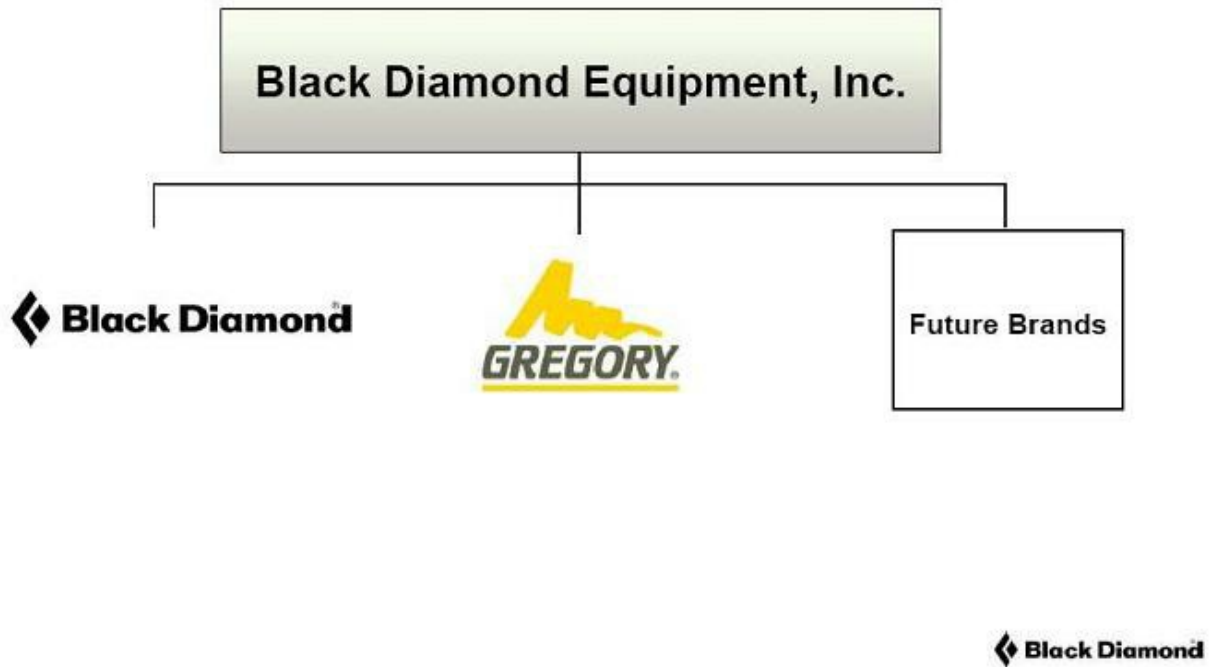 Black Diamond Equipment, Inc.
Black Diamond®
GREGORY®
Future Brands
Black Diamond